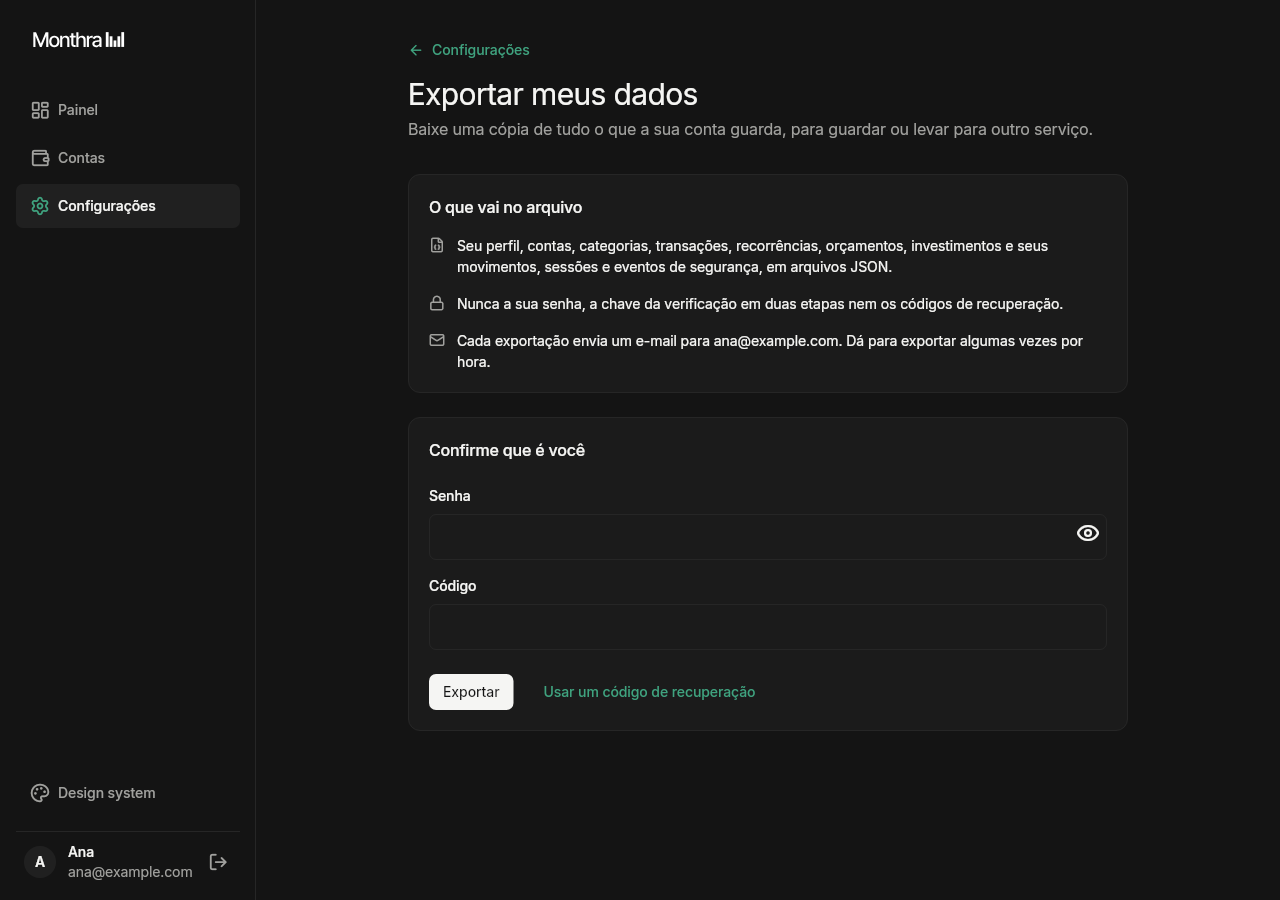 Monthra
Painel
Contas
Configurações
Design system
A
Ana
ana@example.com
Configurações
Exportar meus dados
Baixe uma cópia de tudo o que a sua conta guarda, para guardar ou levar para outro serviço.
O que vai no arquivo
Seu perfil, contas, categorias, transações, recorrências, orçamentos, investimentos e seus
movimentos, sessões e eventos de segurança, em arquivos JSON.
Nunca a sua senha, a chave da verificação em duas etapas nem os códigos de recuperação.
Cada exportação envia um e-mail para ana@example.com. Dá para exportar algumas vezes por
hora.
Confirme que é você
Senha
Código
Exportar
Usar um código de recuperação